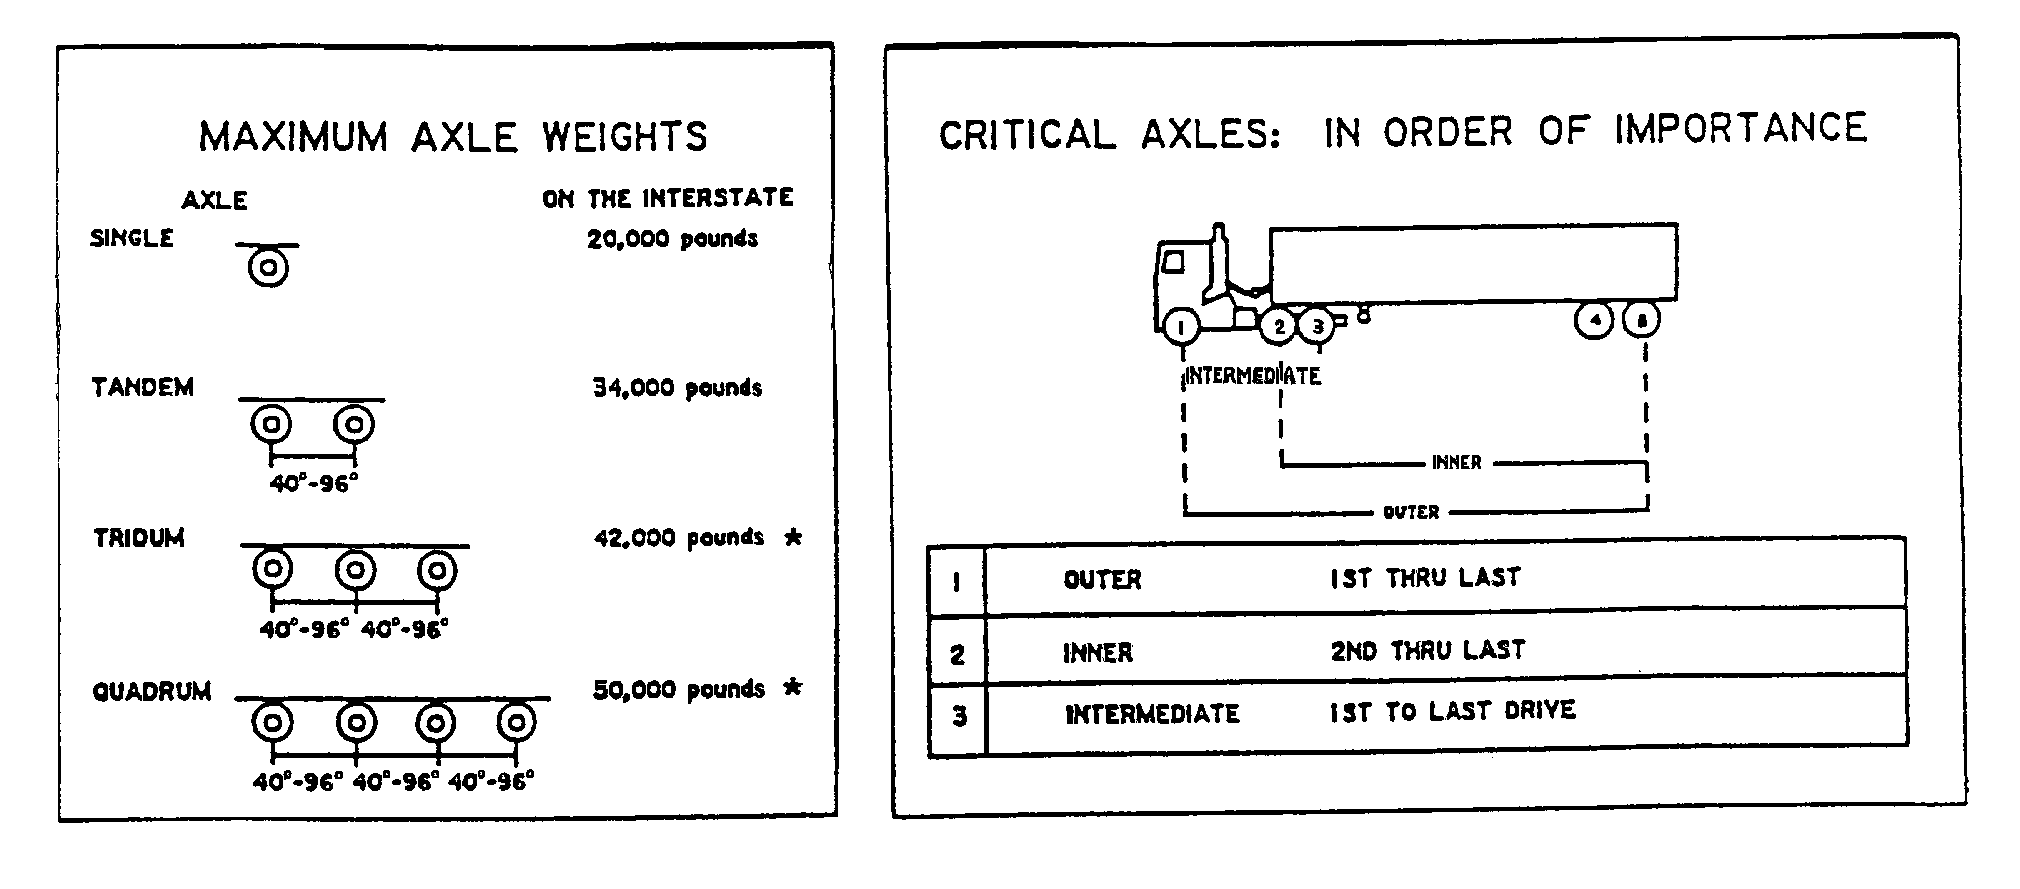 MAXIMUM AXLE WEIGHTS
AXLE ON THE INTERSTATE
SINGLE 20,000 pounds
TANDEM 34,000 pounds
40°-96°
TRIDUM 42,000 pounds *
40°-96° 40°-96°
QUADRUM 50,000 pounds *
40°-96° 40°-96° 40°-96°
CRITICAL AXLES: IN ORDER OF IMPORTANCE
1 2 3 4 5
INTERMEDIATE
INNER
OUTER
1 OUTER 1ST THRU LAST
2 INNER 2ND THRU LAST
3 INTERMEDIATE 1ST TO LAST DRIVE